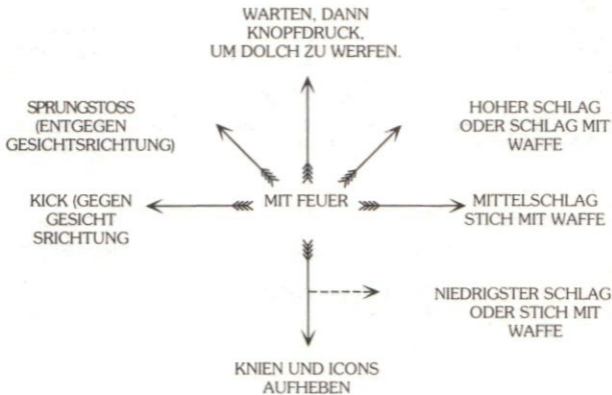 WARTEN, DANN
KNOPFDRUCK,
UM DOLCH ZU WERFEN.
SPRUNGSTOSS
(ENTGEGEN
GESICHTSRICHTUNG)
HOHER SCHLAG
ODER SCHLAG MIT
WAFFE
KICK (GEGEN
GESICHT
SRICHTUNG
MIT FEUER
MITTELSCHLAG
STICH MIT WAFFE
NIEDRIGSTER SCHLAG
ODER STICH MIT
WAFFE
KNIEN UND ICONS
AUFHEBEN